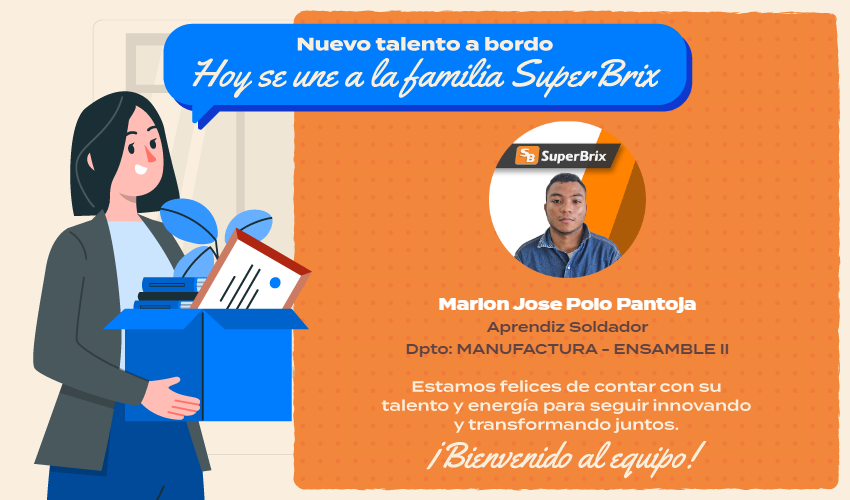 Nuevo talento a bordo
Hoy se une a la familia SuperBrix
SB SuperBrix
Marlon Jose Polo Pantoja
Aprendiz Soldador
Dpto: MANUFACTURA - ENSAMBLE II
Estamos felices de contar con su
talento y energía para seguir innovando
y transformando juntos.
¡Bienvenido al equipo!